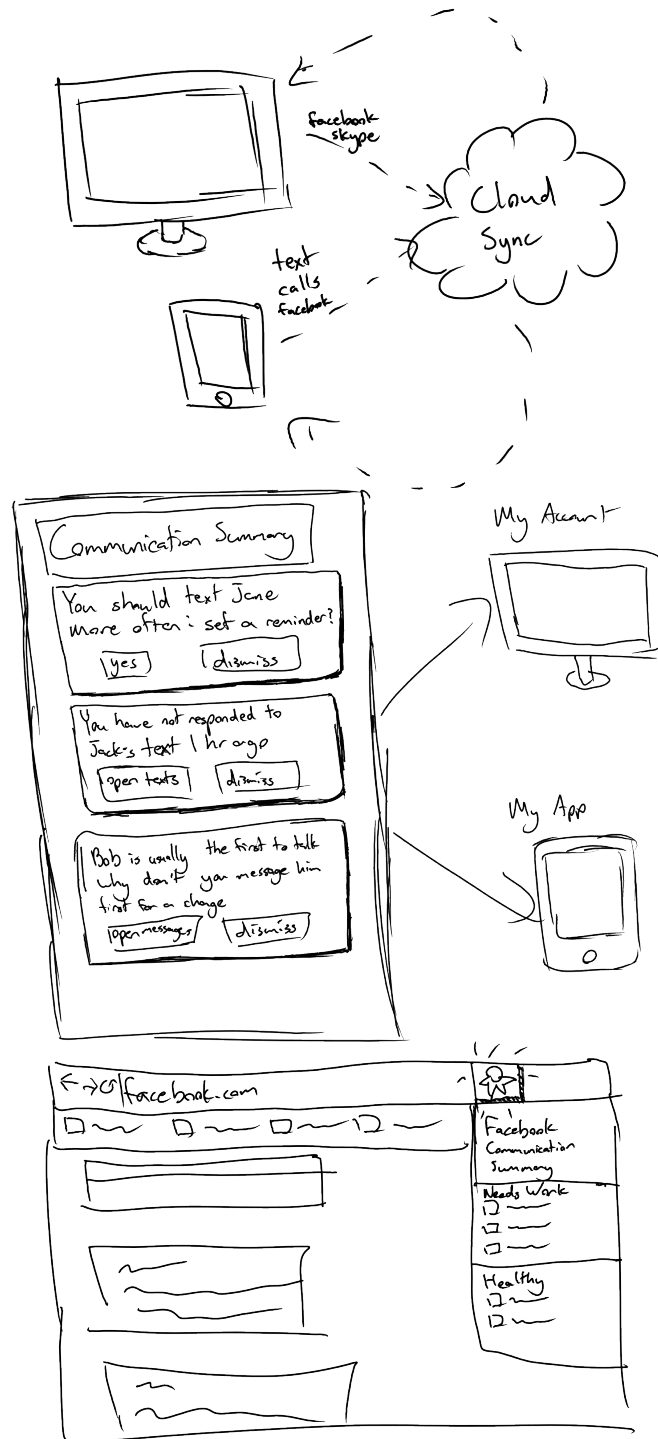 facebook
skype
Cloud
Sync
text
calls
facebook
My Account
Communication Summary
You should text Jane
more often: set a reminder?
yes
dismiss
You have not responded to
Jack's text 1 hr ago
open texts
dismiss
My App
Bob is usually the first to talk
why don't you message him
first for a change
open messages
dismiss
facebook.com
Facebook
Communication
Summary
Needs Work
Healthy